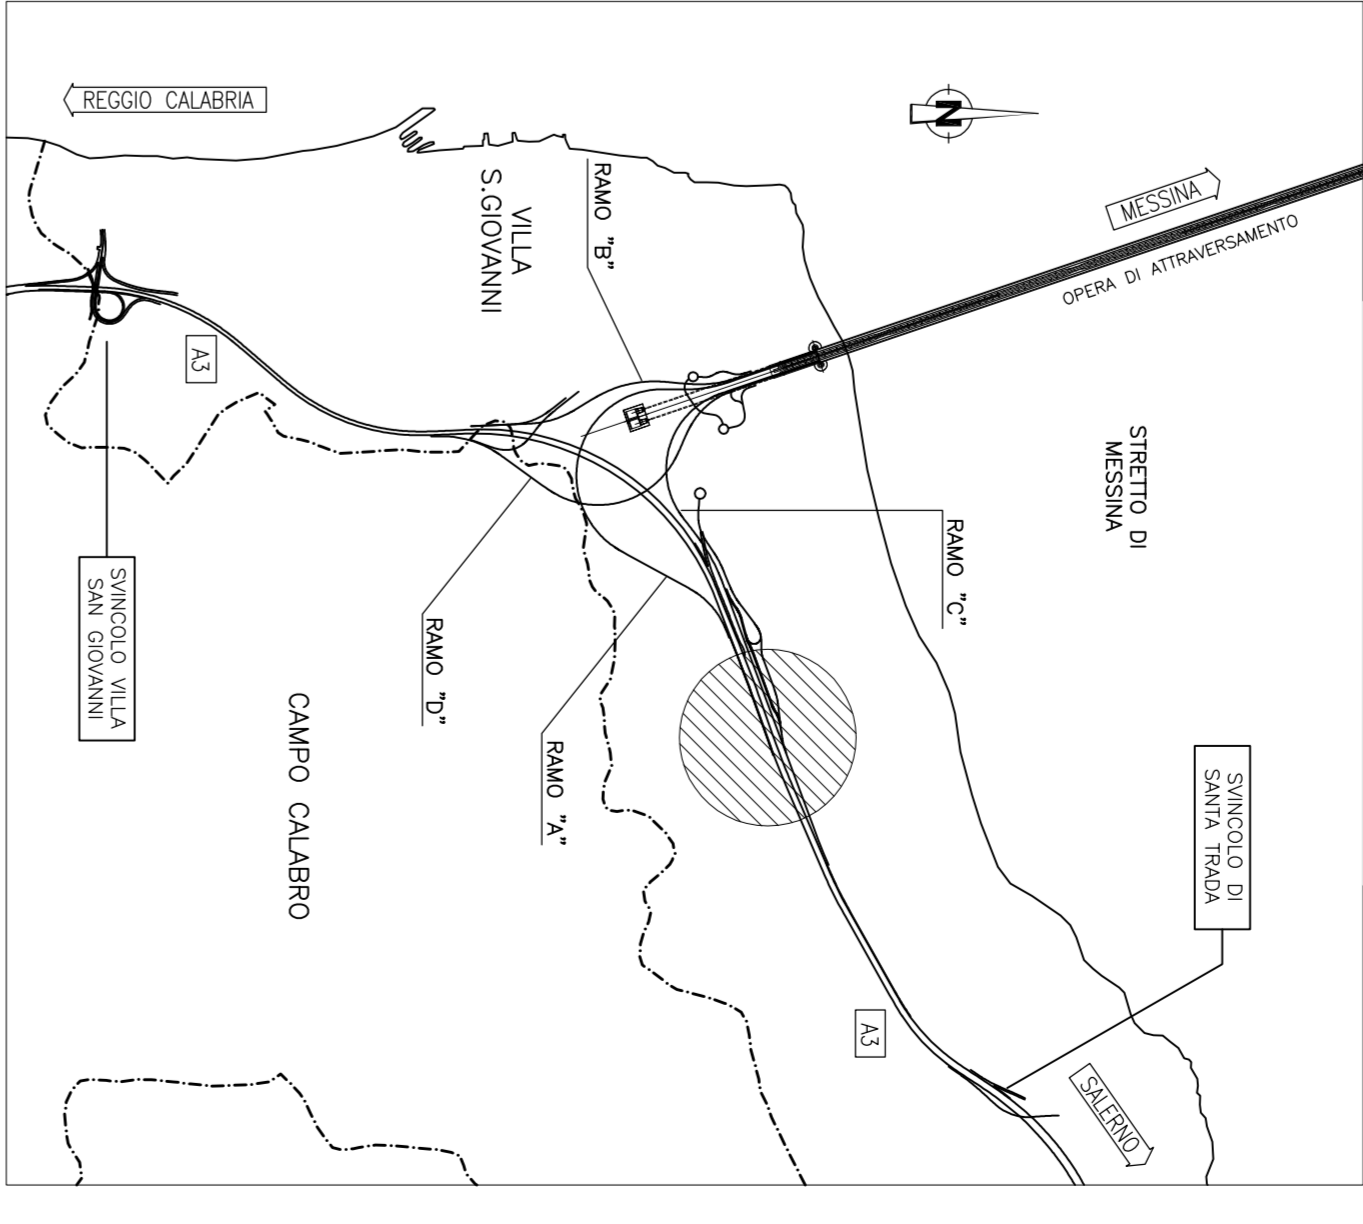 REGGIO CALABRIA
N
MESSINA
OPERA DI ATTRAVERSAMENTO
RAMO "B"
VILLA
S.GIOVANNI
A3
STRETTO DI
MESSINA
RAMO "C"
SVINCOLO VILLA
SAN GIOVANNI
RAMO "D"
RAMO "A"
CAMPO CALABRO
SVINCOLO DI
SANTA TRADA
A3
SALERNO